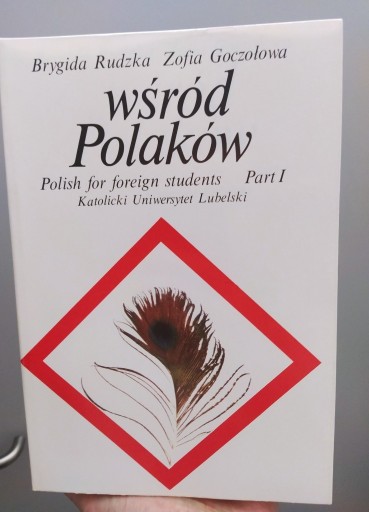 Brygida Rudzka Zofia Goczołowa
wśród
Polaków
Polish for foreign students Part I
Katolicki Uniwersytet Lubelski